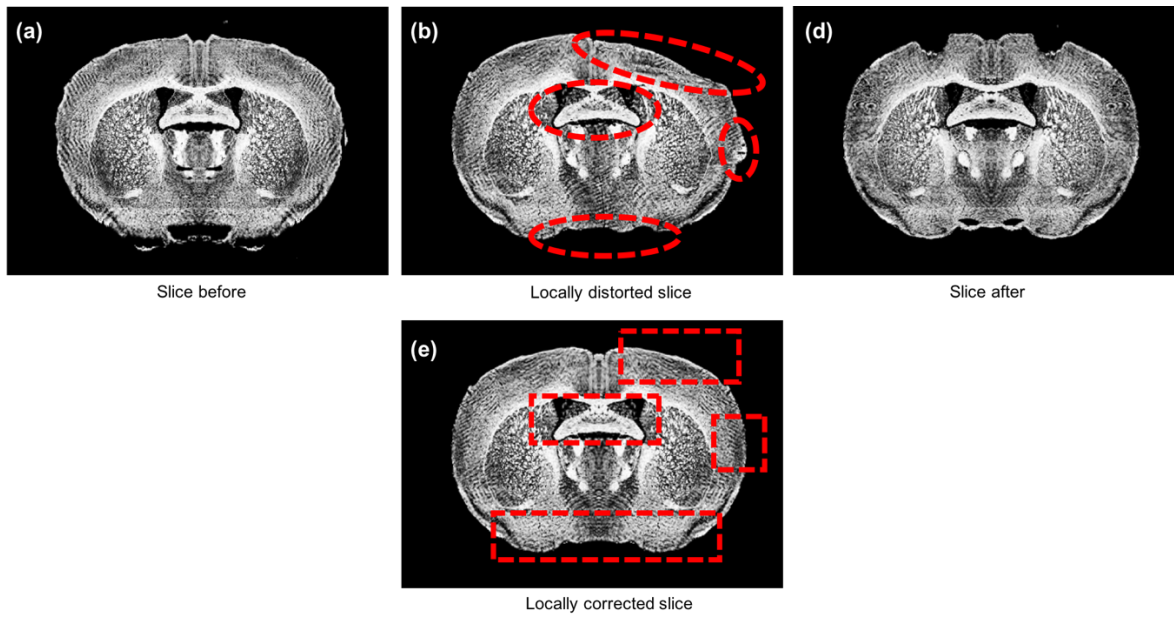 (a)
(b)
(d)
Slice before
Locally distorted slice
Slice after
(e)
Locally corrected slice